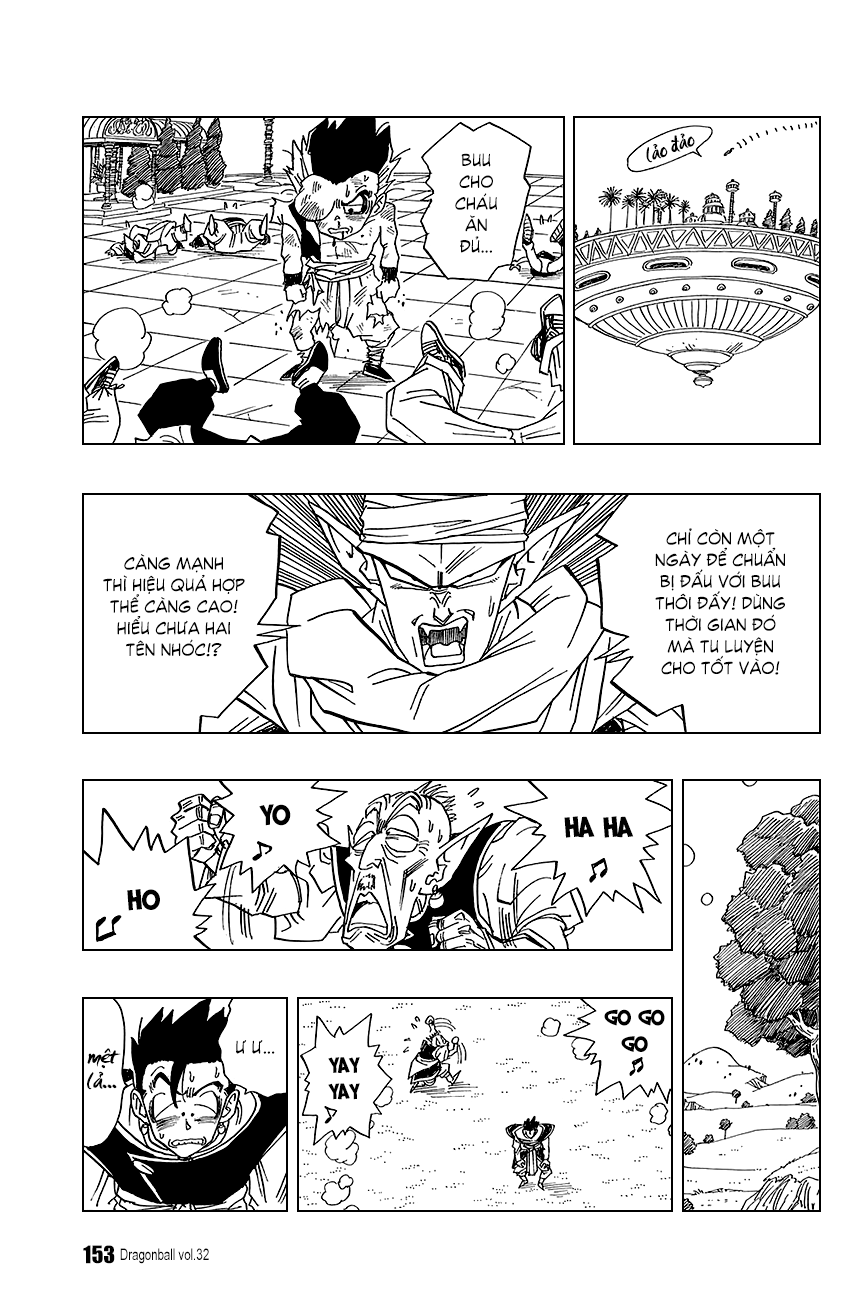 lảo đảo
BUU
CHO
CHÁU
ĂN
ĐỦ...
CHỈ CÒN MỘT
NGÀY ĐỂ CHUẨN
BỊ ĐẤU VỚI BUU
THÔI ĐẤY! DÙNG
THỜI GIAN ĐÓ
MÀ TU LUYỆN
CHO TỐT VÀO!
CÀNG MẠNH
THÌ HIỆU QUẢ HỢP
THỂ CÀNG CAO!
HIỂU CHƯA HAI
TÊN NHÓC!?
HA HA
YO
HO
GO GO
GO
YAY
YAY
Ư Ư...
mệt
lả...
153 Dragonball vol.32